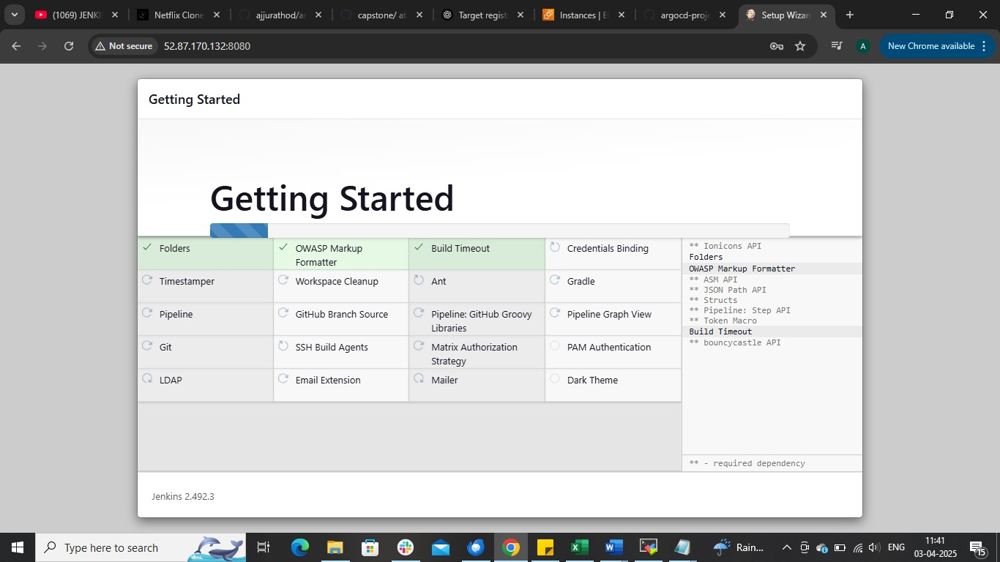 (1069) JENKI
Netflix Clone
ajjurathod/ar
capstone/ at
Target regist
Instances | E
argocd-proje
Setup Wizar
Not secure
52.87.170.132:8080
A
New Chrome available
Getting Started
Getting Started
Folders
OWASP Markup
Formatter
Build Timeout
Credentials Binding
Timestamper
Workspace Cleanup
Ant
Gradle
Pipeline
GitHub Branch Source
Pipeline: GitHub Groovy
Libraries
Pipeline Graph View
Git
SSH Build Agents
Matrix Authorization
Strategy
PAM Authentication
LDAP
Email Extension
Mailer
Dark Theme
** Ionicons API
Folders
OWASP Markup Formatter
** ASM API
** JSON Path API
** Structs
** Pipeline: Step API
** Token Macro
Build Timeout
** bouncycastle API
** - required dependency
Jenkins 2.492.3
Type here to search
Rain...
ENG
11:41
03-04-2025
15